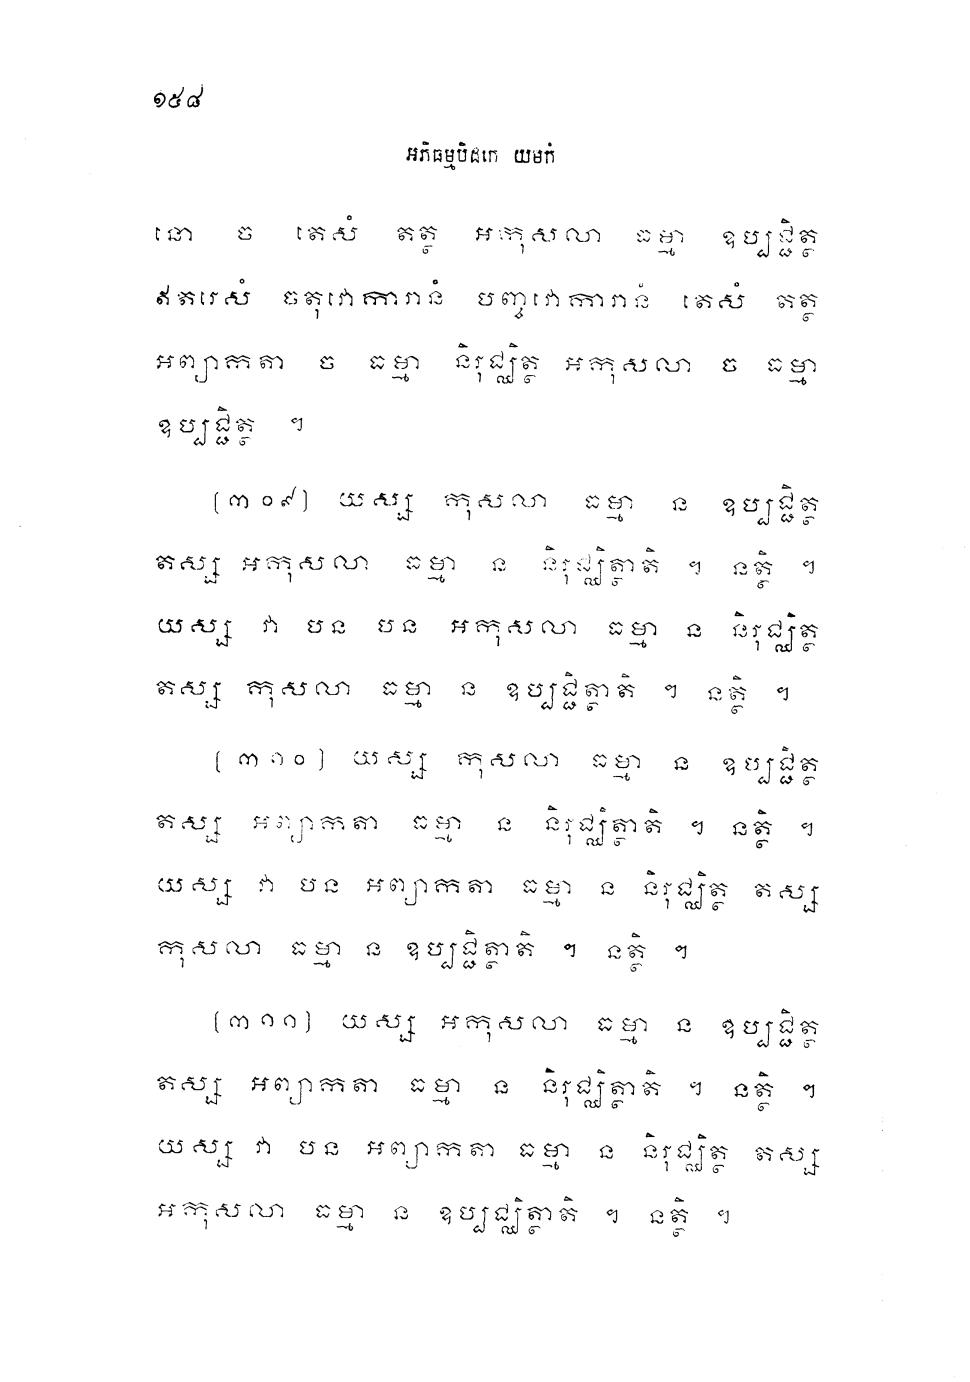 ១៥៨
អភិធម្មបិដកេ យមកំ
នោ ច តេសំ តត្ថ អកុសលា ធម្មា ឧប្បជ្ជិត្ថ
ឥតរេសំ ចតុវោការានំ បញ្ចវោការានំ តេសំ តត្ថ
អព្យាកតា ច ធម្មា និរុជ្ឈិត្ថ អកុសលា ច ធម្មា
ឧប្បជ្ជិត្ថ ។
[៣០៩] យស្ស កុសលា ធម្មា ន ឧប្បជ្ជិត្ថ
តស្ស អកុសលា ធម្មា ន និរុជ្ឈិត្ថាតិ ។ នត្ថិ ។
យស្ស វា បន បន អកុសលា ធម្មា ន និរុជ្ឈិត្ថ
តស្ស កុសលា ធម្មា ន ឧប្បជ្ជិត្ថាតិ ។ នត្ថិ ។
[៣១០] យស្ស កុសលា ធម្មា ន ឧប្បជ្ជិត្ថ
តស្ស អព្យាកតា ធម្មា ន និរុជ្ឈិត្ថាតិ ។ នត្ថិ ។
យស្ស វា បន អព្យាកតា ធម្មា ន និរុជ្ឈិត្ថ តស្ស
កុសលា ធម្មា ន ឧប្បជ្ជិត្ថាតិ ។ នត្ថិ ។
[៣១១] យស្ស អកុសលា ធម្មា ន ឧប្បជ្ជិត្ថ
តស្ស អព្យាកតា ធម្មា ន និរុជ្ឈិត្ថាតិ ។ នត្ថិ ។
យស្ស វា បន អព្យាកតា ធម្មា ន និរុជ្ឈិត្ថ តស្ស
អកុសលា ធម្មា ន ឧប្បជ្ឈិត្ថាតិ ។ នត្ថិ ។